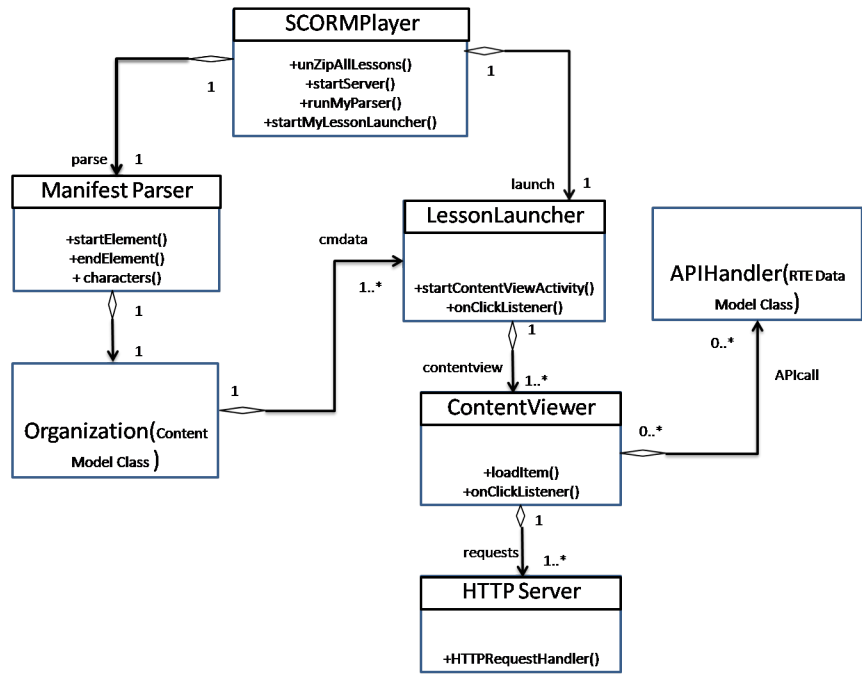 SCORMPlayer
+unZipAllLessons()
+startServer()
+runMyParser()
+startMyLessonLauncher()
1
1
parse
1
launch
1
Manifest Parser
+startElement()
+endElement()
+ characters()
LessonLauncher
+startContentViewActivity()
+onClickListener()
cmdata
1..*
APIHandler(RTE Data
Model Class)
1
1
1
0..*
contentview
1..*
APIcall
Organization(Content
Model Class)
1
ContentViewer
+loadItem()
+onClickListener()
0..*
1
requests
1..*
HTTP Server
+HTTPRequestHandler()